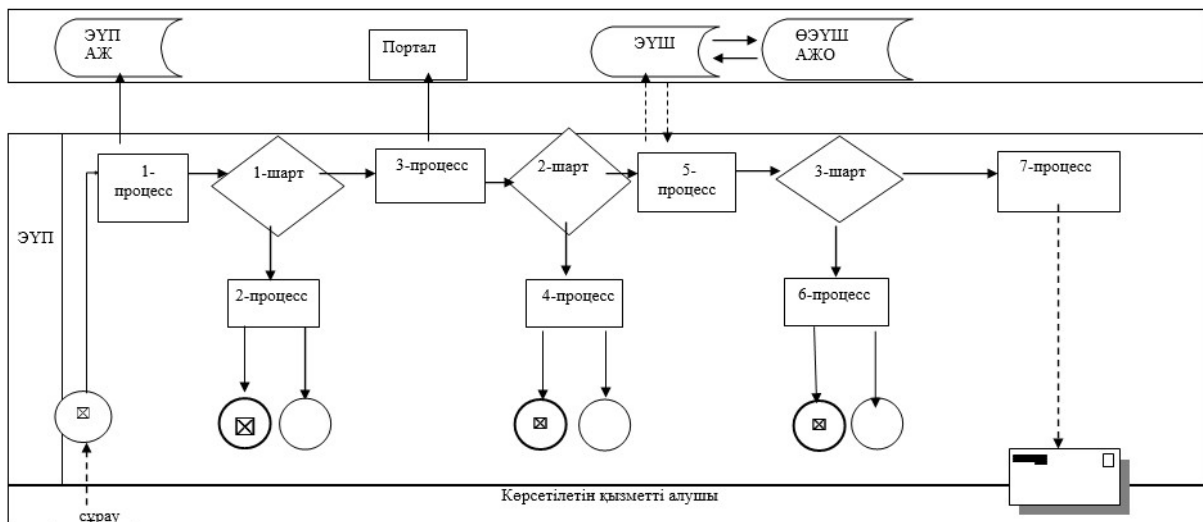 ЭҮП
АЖ
Портал
ЭҮШ
ӨЭҮШ
АЖО
ЭҮП
1-
процесс
1-шарт
3-процесс
2-шарт
5-
процесс
3-шарт
7-процесс
2-процесс
4-процесс
6-процесс
Көрсетілетін қызметті алушы
сұрау